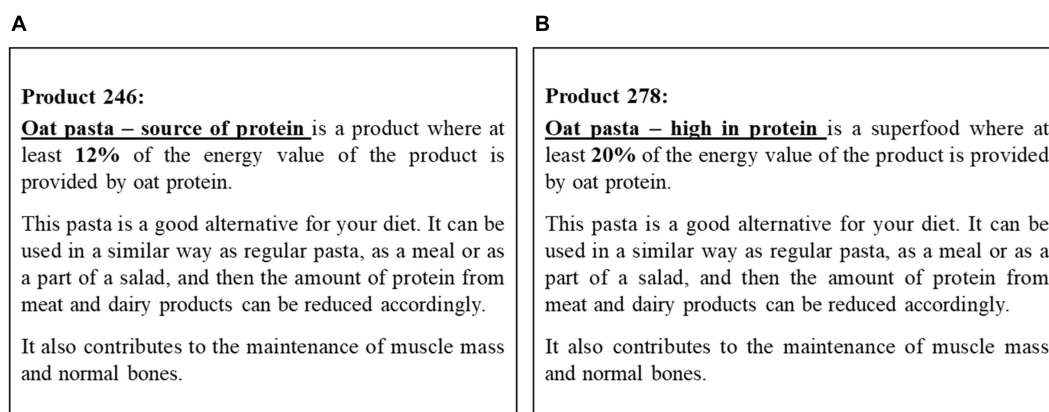 A
Product 246:
Oat pasta – source of protein is a product where at
least 12% of the energy value of the product is
provided by oat protein.
This pasta is a good alternative for your diet. It can be
used in a similar way as regular pasta, as a meal or as
a part of a salad, and then the amount of protein from
meat and dairy products can be reduced accordingly.
It also contributes to the maintenance of muscle mass
and normal bones.
B
Product 278:
Oat pasta – high in protein is a superfood where at
least 20% of the energy value of the product is provided
by oat protein.
This pasta is a good alternative for your diet. It can be
used in a similar way as regular pasta, as a meal or as a
part of a salad, and then the amount of protein from
meat and dairy products can be reduced accordingly.
It also contributes to the maintenance of muscle mass
and normal bones.